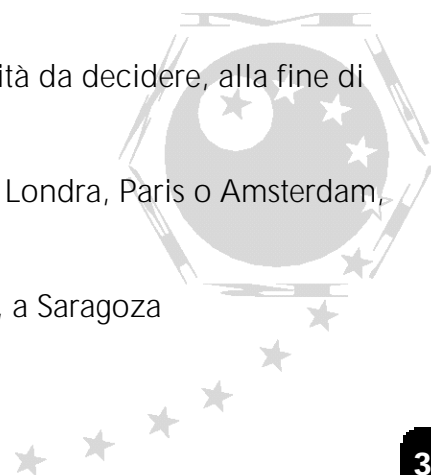 ità da decidere, alla fine di
Londra, Paris o Amsterdam,
, a Saragoza
3